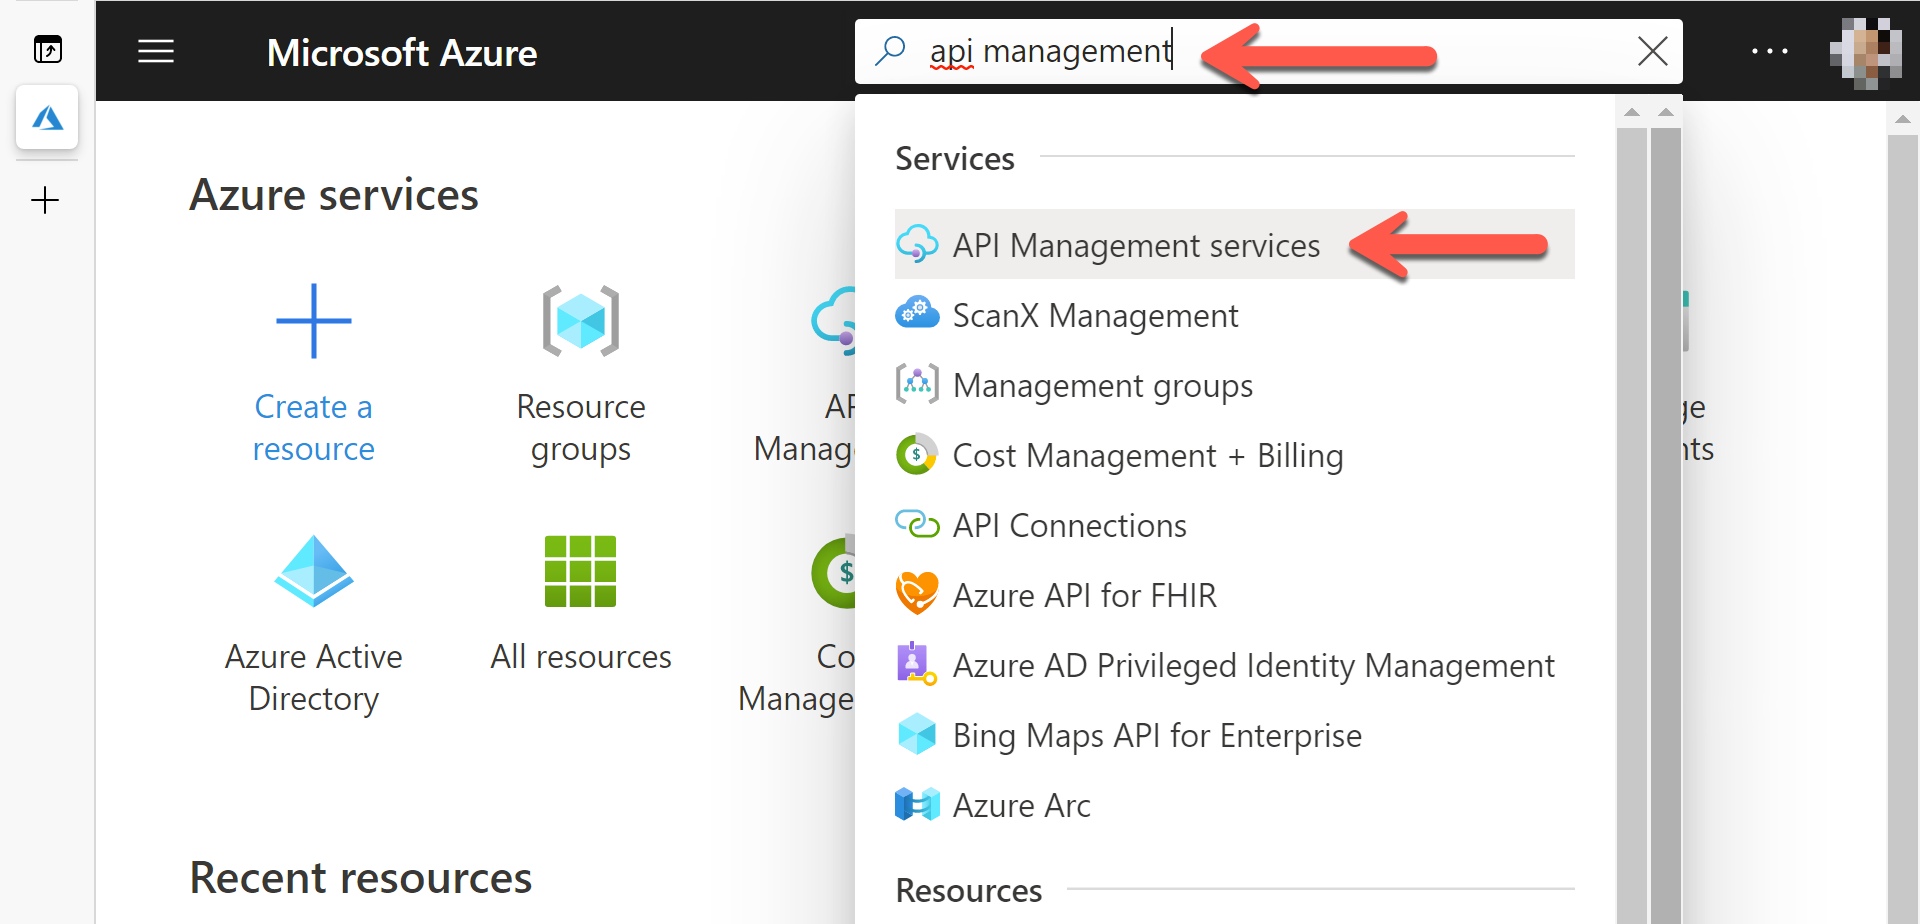 Microsoft Azure
api management
Azure services
Create a
resource
Resource
groups
Manag
Azure Active
Directory
All resources
Co
Manage
Recent resources
Services
API Management services
ScanX Management
Management groups
Cost Management + Billing
API Connections
Azure API for FHIR
Azure AD Privileged Identity Management
Bing Maps API for Enterprise
Azure Arc
Resources
ge
nts